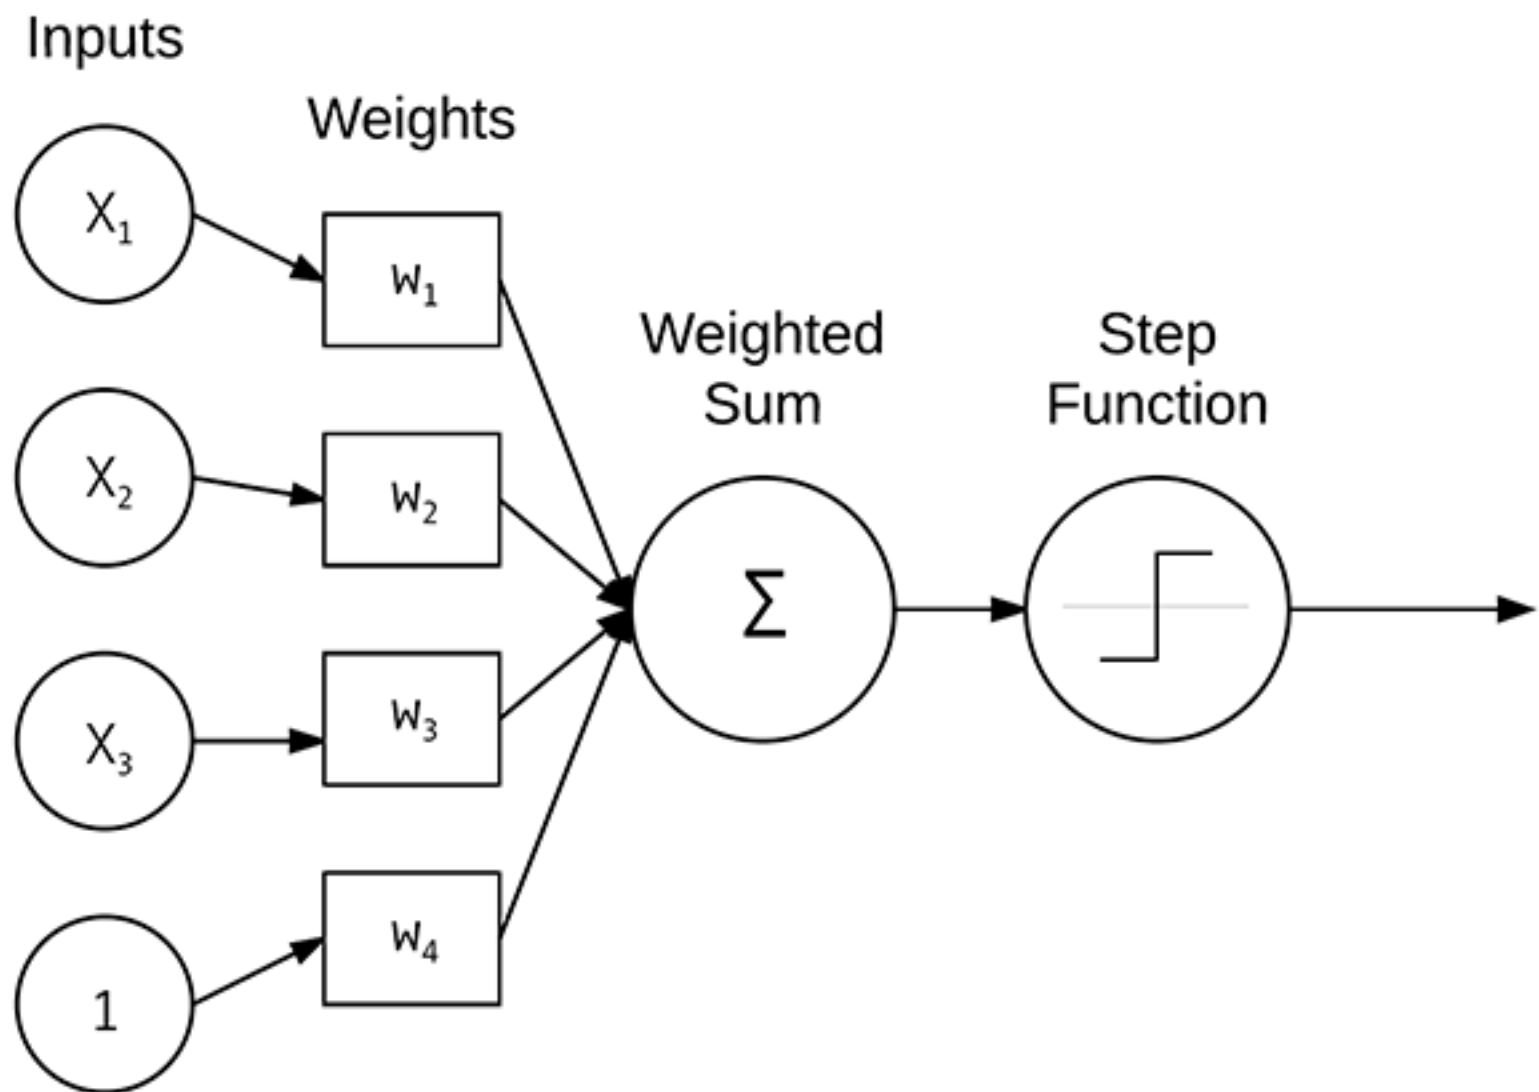 Inputs
Weights
X₁
W₁
Weighted
Sum
Step
Function
X₂
W₂
Σ
X₃
W₃
1
W₄